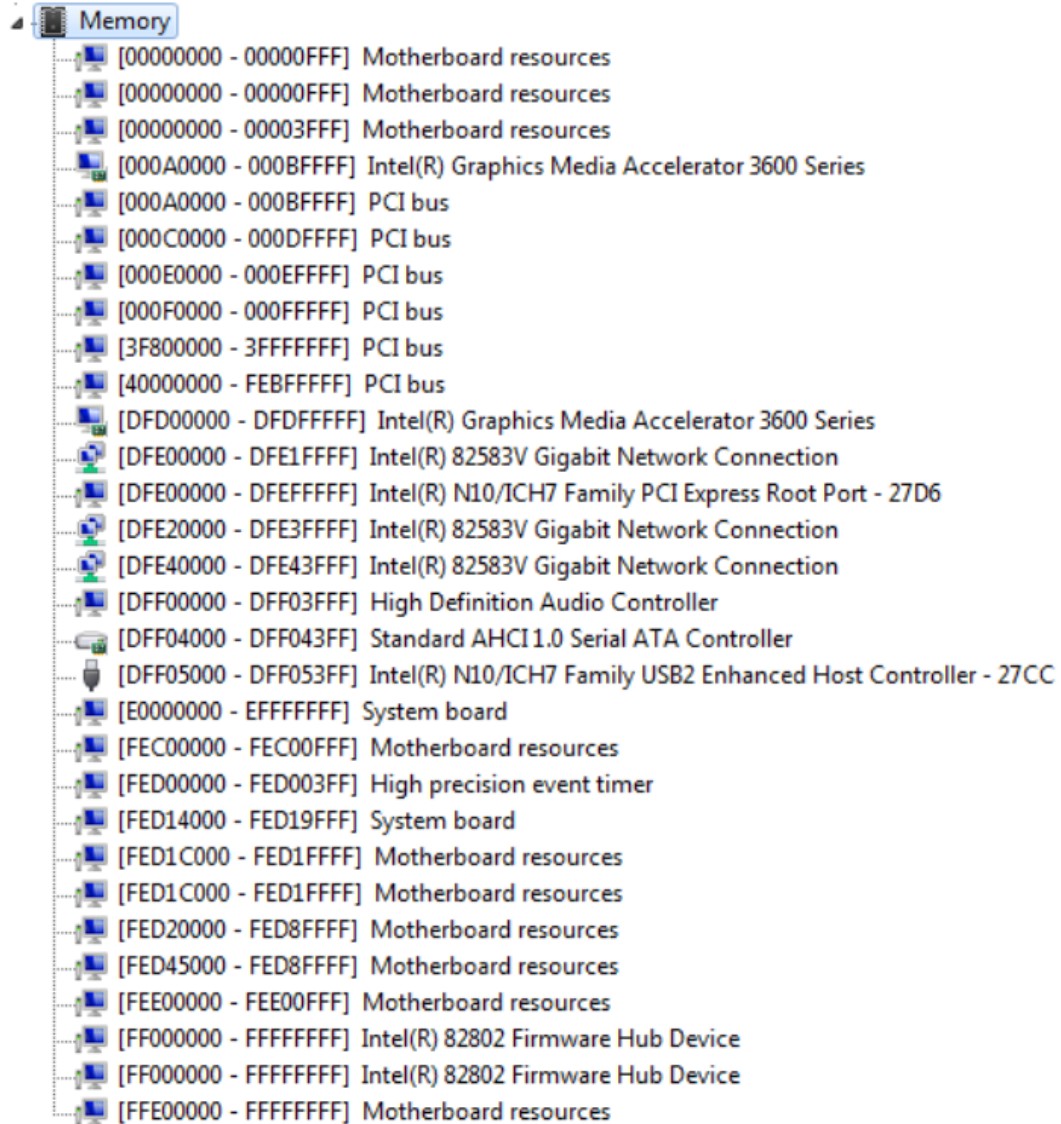 Memory
[00000000 - 00000FFF] Motherboard resources
[00000000 - 00000FFF] Motherboard resources
[00000000 - 00003FFF] Motherboard resources
[000A0000 - 000BFFFF] Intel(R) Graphics Media Accelerator 3600 Series
[000A0000 - 000BFFFF] PCI bus
[000C0000 - 000DFFFF] PCI bus
[000E0000 - 000EFFFF] PCI bus
[000F0000 - 000FFFFF] PCI bus
[3F800000 - 3FFFFFFF] PCI bus
[40000000 - FEBFFFFF] PCI bus
[DFD00000 - DFDFFFFF] Intel(R) Graphics Media Accelerator 3600 Series
[DFE00000 - DFE1FFFF] Intel(R) 82583V Gigabit Network Connection
[DFE00000 - DFEFFFFF] Intel(R) N10/ICH7 Family PCI Express Root Port - 27D6
[DFE20000 - DFE3FFFF] Intel(R) 82583V Gigabit Network Connection
[DFE40000 - DFE43FFF] Intel(R) 82583V Gigabit Network Connection
[DFF00000 - DFF03FFF] High Definition Audio Controller
[DFF04000 - DFF043FF] Standard AHCI 1.0 Serial ATA Controller
[DFF05000 - DFF053FF] Intel(R) N10/ICH7 Family USB2 Enhanced Host Controller - 27CC
[E0000000 - EFFFFFFF] System board
[FEC00000 - FEC00FFF] Motherboard resources
[FED00000 - FED003FF] High precision event timer
[FED14000 - FED19FFF] System board
[FED1C000 - FED1FFFF] Motherboard resources
[FED1C000 - FED1FFFF] Motherboard resources
[FED20000 - FED8FFFF] Motherboard resources
[FED45000 - FED8FFFF] Motherboard resources
[FEE00000 - FEE00FFF] Motherboard resources
[FF000000 - FFFFFFFF] Intel(R) 82802 Firmware Hub Device
[FF000000 - FFFFFFFF] Intel(R) 82802 Firmware Hub Device
[FFE00000 - FFFFFFFF] Motherboard resources